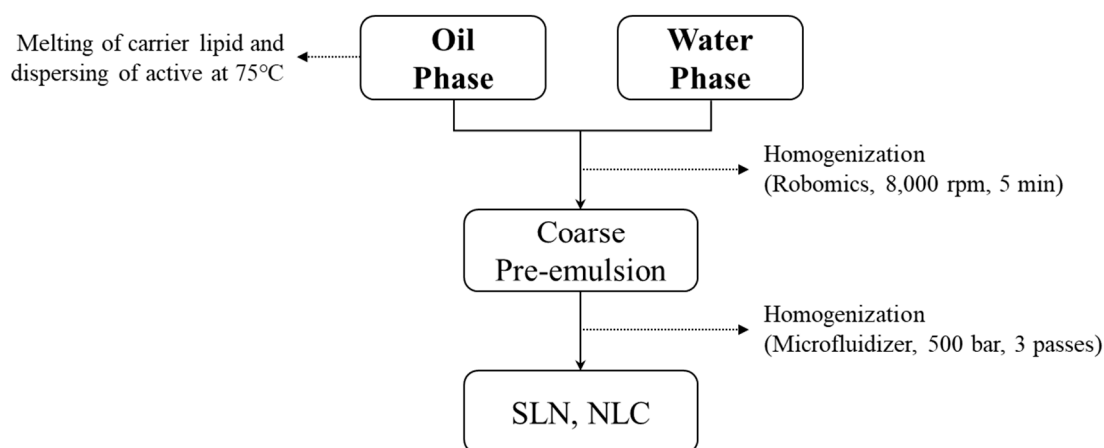 Melting of carrier lipid and
dispersing of active at 75℃
Oil
Phase
Water
Phase
Homogenization
(Robomics, 8,000 rpm, 5 min)
Coarse
Pre-emulsion
Homogenization
(Microfluidizer, 500 bar, 3 passes)
SLN, NLC